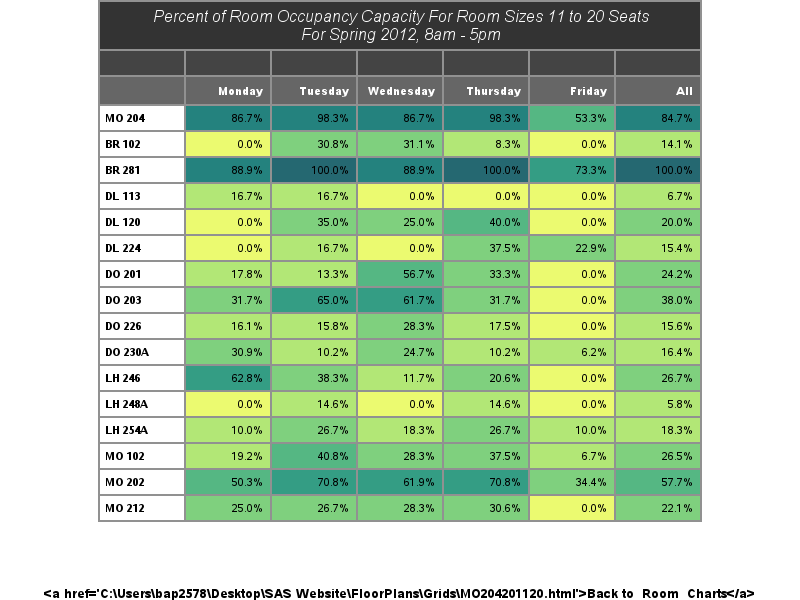 Percent of Room Occupancy Capacity For Room Sizes 11 to 20 Seats
For Spring 2012, 8am - 5pm
Monday Tuesday Wednesday Thursday Friday All
MO 204 86.7% 98.3% 86.7% 98.3% 53.3% 84.7%
BR 102 0.0% 30.8% 31.1% 8.3% 0.0% 14.1%
BR 281 88.9% 100.0% 88.9% 100.0% 73.3% 100.0%
DL 113 16.7% 16.7% 0.0% 0.0% 0.0% 6.7%
DL 120 0.0% 35.0% 25.0% 40.0% 0.0% 20.0%
DL 224 0.0% 16.7% 0.0% 37.5% 22.9% 15.4%
DO 201 17.8% 13.3% 56.7% 33.3% 0.0% 24.2%
DO 203 31.7% 65.0% 61.7% 31.7% 0.0% 38.0%
DO 226 16.1% 15.8% 28.3% 17.5% 0.0% 15.6%
DO 230A 30.9% 10.2% 24.7% 10.2% 6.2% 16.4%
LH 246 62.8% 38.3% 11.7% 20.6% 0.0% 26.7%
LH 248A 0.0% 14.6% 0.0% 14.6% 0.0% 5.8%
LH 254A 10.0% 26.7% 18.3% 26.7% 10.0% 18.3%
MO 102 19.2% 40.8% 28.3% 37.5% 6.7% 26.5%
MO 202 50.3% 70.8% 61.9% 70.8% 34.4% 57.7%
MO 212 25.0% 26.7% 28.3% 30.6% 0.0% 22.1%
<a href='C:\Users\bap2578\Desktop\SAS Website\FloorPlans\Grids\MO204201120.html'>Back to Room Charts</a>